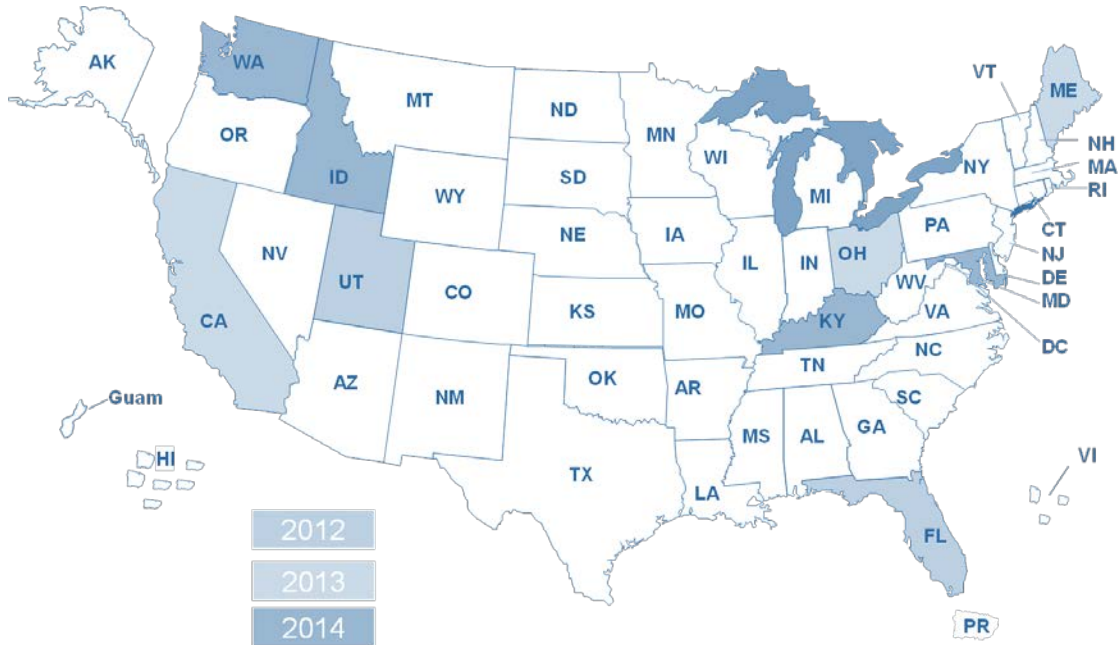 AK
WA
MT
ND
MN
VT
ME
OR
ID
SD
WI
MI
NY
NH
MA
RI
WY
NE
IA
PA
CT
NJ
NV
UT
CO
IL
IN
OH
DE
MD
CA
KS
MO
WV
VA
KY
DC
AZ
NM
OK
AR
TN
NC
SC
Guam
HI
TX
LA
MS
AL
GA
VI
FL
PR
2012
2013
2014